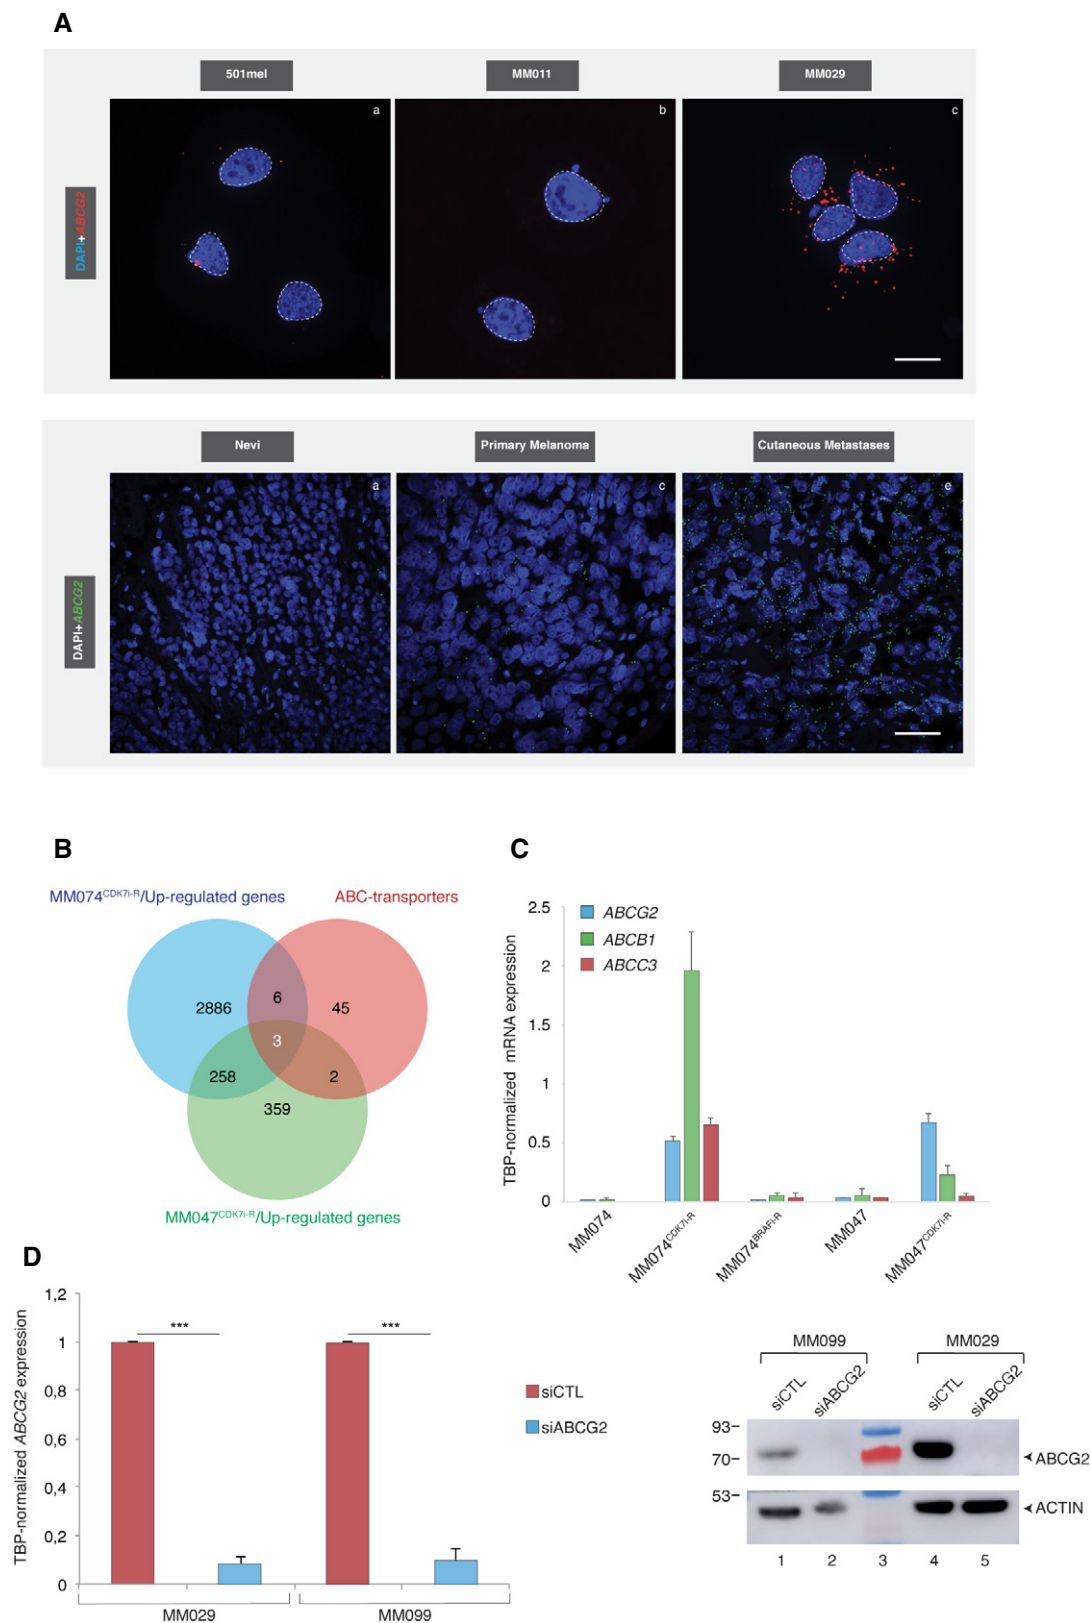 A
501mel
MM011
MM029
a
b
c
DAPI+ABCG2
Nevi
Primary Melanoma
Cutaneous Metastases
a
c
e
DAPI+ABCG2
B
MM074CDK7i-R/Up-regulated genes
ABC-transporters
2886
6
45
3
258
2
359
MM047CDK7i-R/Up-regulated genes
C
TBP-normalized mRNA expression
2.5
2
1.5
1
0.5
0
ABCG2
ABCB1
ABCC3
MM074
MM074CDK7i-R
MM074BRAFi-R
MM047
MM047CDK7i-R
D
TBP-normalized ABCG2 expression
1,2
1
0,8
0,6
0,4
0,2
0
***
***
MM029
MM099
siCTL
siABCG2
MM099
MM029
siCTL
siABCG2
siCTL
siABCG2
93
70
53
ABCG2
ACTIN
1 2 3 4 5